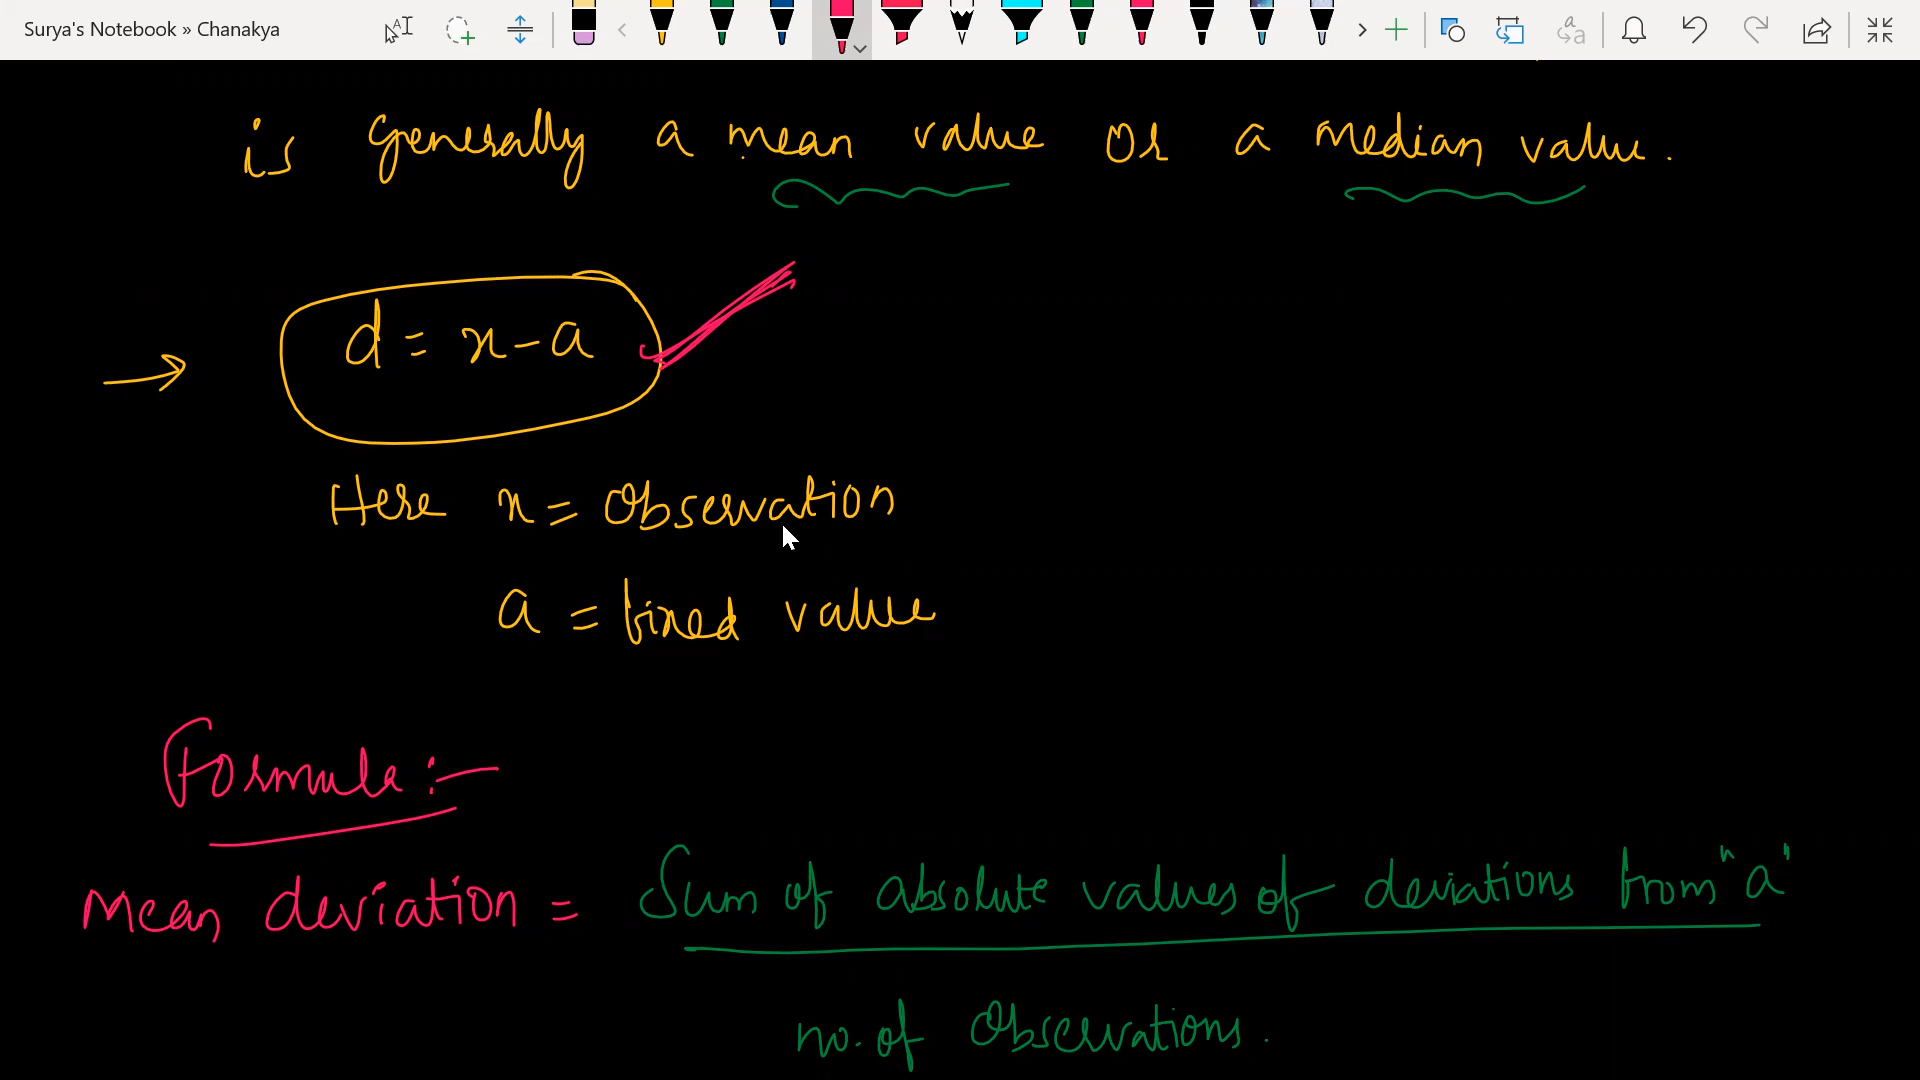 Surya's Notebook » Chanakya
is generally a mean value or a median value.
→ d = x - a
Here x = Observation
a = fixed value
Formula :-
Mean deviation = Sum of absolute values of deviations from "a"
no. of Observations.